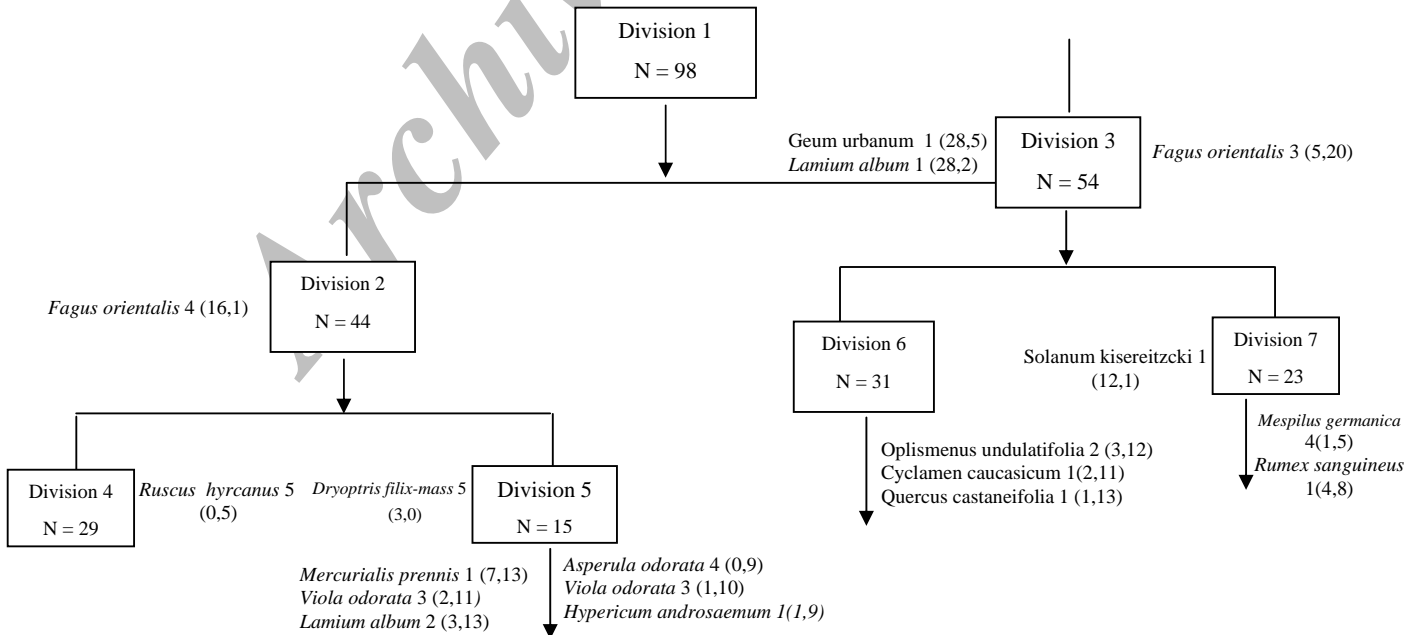 Division 1
N = 98
Geum urbanum 1 (28,5)
Lamium album 1 (28,2)
Division 3
N = 54
Fagus orientalis 3 (5,20)
Fagus orientalis 4 (16,1)
Division 2
N = 44
Division 6
N = 31
Solanum kisereitzcki 1
(12,1)
Division 7
N = 23
Division 4
N = 29
Ruscus hyrcanus 5
(0,5)
Dryoptris filix-mass 5
(3,0)
Division 5
N = 15
Oplismenus undulatifolia 2 (3,12)
Cyclamen caucasicum 1(2,11)
Quercus castaneifolia 1 (1,13)
Mespilus germanica
4(1,5)
Rumex sanguineus
1(4,8)
Mercurialis prennis 1 (7,13)
Viola odorata 3 (2,11)
Lamium album 2 (3,13)
Asperula odorata 4 (0,9)
Viola odorata 3 (1,10)
Hypericum androsaemum 1(1,9)
Archi